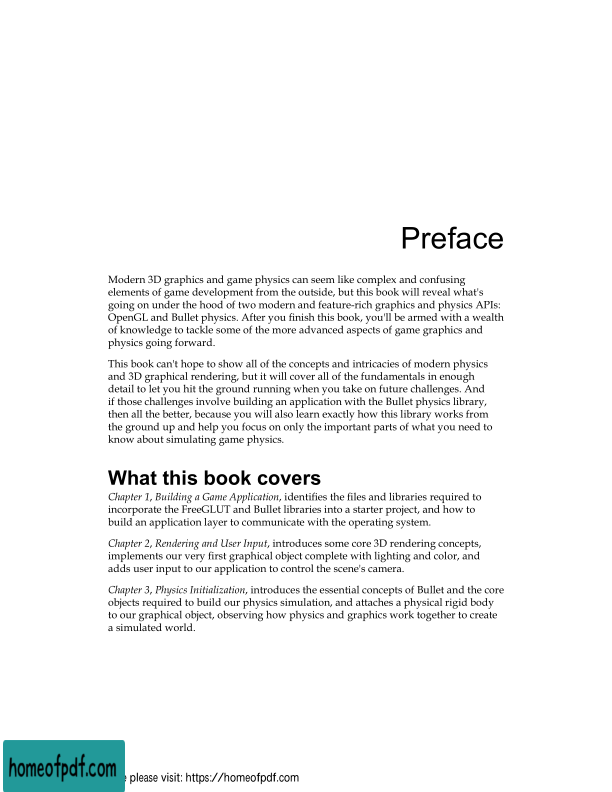 Preface
Modern 3D graphics and game physics can seem like complex and confusing
elements of game development from the outside, but this book will reveal what's
going on under the hood of two modern and feature-rich graphics and physics APIs:
OpenGL and Bullet physics. After you finish this book, you'll be armed with a wealth
of knowledge to tackle some of the more advanced aspects of game graphics and
physics going forward.
This book can't hope to show all of the concepts and intricacies of modern physics
and 3D graphical rendering, but it will cover all of the fundamentals in enough
detail to let you hit the ground running when you take on future challenges. And
if those challenges involve building an application with the Bullet physics library,
then all the better, because you will also learn exactly how this library works from
the ground up and help you focus on only the important parts of what you need to
know about simulating game physics.
What this book covers
Chapter 1, Building a Game Application, identifies the files and libraries required to
incorporate the FreeGLUT and Bullet libraries into a starter project, and how to
build an application layer to communicate with the operating system.
Chapter 2, Rendering and User Input, introduces some core 3D rendering concepts,
implements our very first graphical object complete with lighting and color, and
adds user input to our application to control the scene's camera.
Chapter 3, Physics Initialization, introduces the essential concepts of Bullet and the core
objects required to build our physics simulation, and attaches a physical rigid body
to our graphical object, observing how physics and graphics work together to create
a simulated world.
homeofpdf.com
please visit: https://homeofpdf.com